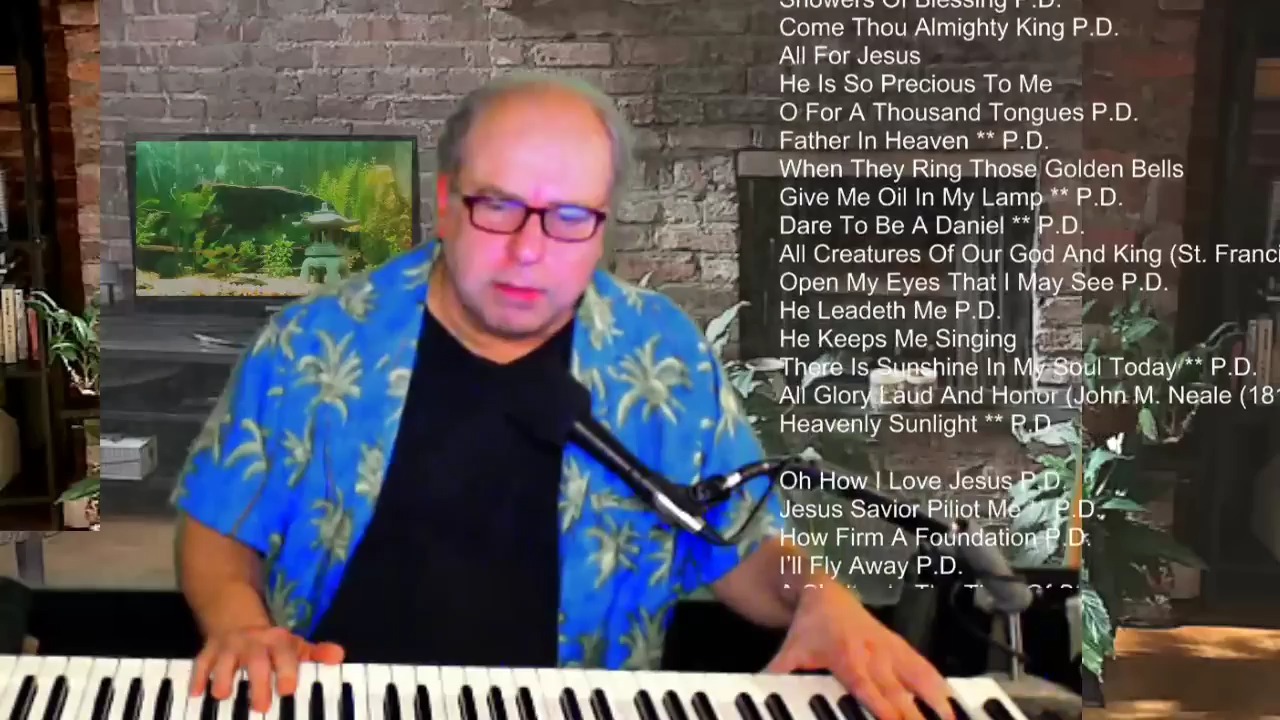 Showers Of Blessing P.D.
Come Thou Almighty King P.D.
All For Jesus
He Is So Precious To Me
O For A Thousand Tongues P.D.
Father In Heaven ** P.D.
When They Ring Those Golden Bells
Give Me Oil In My Lamp ** P.D.
Dare To Be A Daniel ** P.D.
All Creatures Of Our God And King (St. Franci
Open My Eyes That I May See P.D.
He Leadeth Me P.D.
He Keeps Me Singing
There Is Sunshine In My Soul Today ** P.D.
All Glory Laud And Honor (John M. Neale (18
Heavenly Sunlight ** P.D.
Oh How I Love Jesus P.D.
Jesus Savior Piliot Me ** P.D.
How Firm A Foundation P.D.
I'll Fly Away P.D.